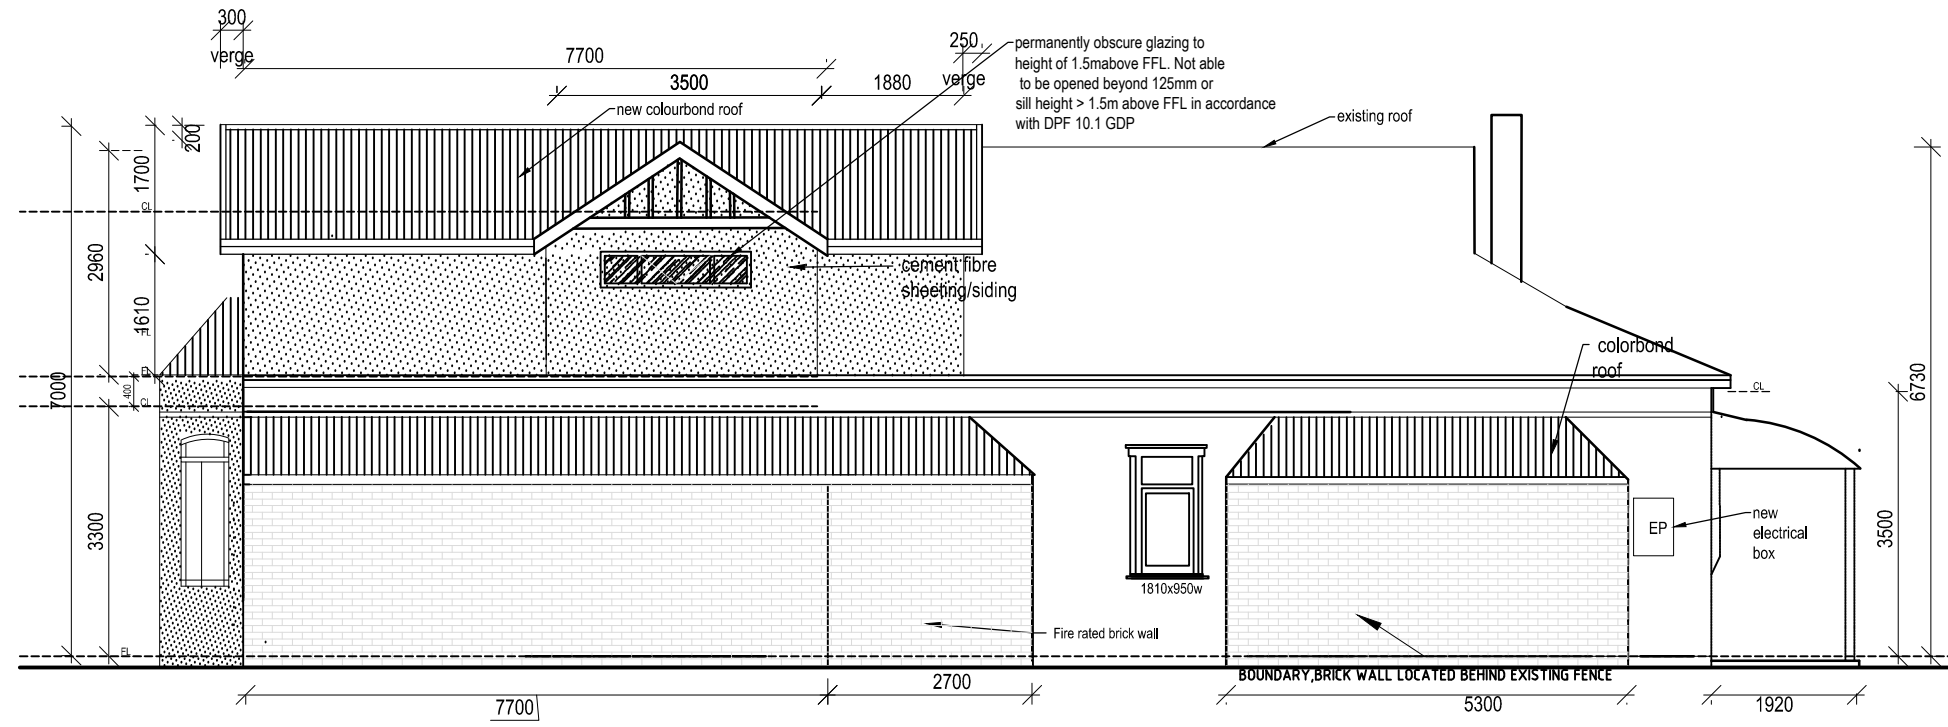 300
verge
7700
250
verge
3500
1880
permanently obscure glazing to
height of 1.5mabove FFL. Not able
to be opened beyond 125mm or
sill height > 1.5m above FFL in accordance
with DPF 10.1 GDP
new colourbond roof
existing roof
200
1700
CL
2960
cement fibre
sheeting/siding
1610
FL
colorbond
roof
FL
400
CL
7000
CL
6730
3300
3500
EP
new
electrical
box
1810x950w
Fire rated brick wall
FL
BOUNDARY,BRICK WALL LOCATED BEHIND EXISTING FENCE
7700
2700
5300
1920